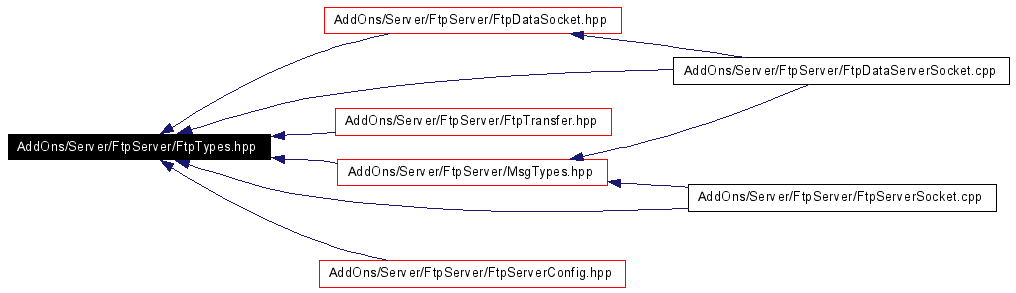 AddOns/Server/FtpServer/FtpDataSocket.hpp
AddOns/Server/FtpServer/FtpDataServerSocket.cpp
AddOns/Server/FtpServer/FtpTransfer.hpp
AddOns/Server/FtpServer/FtpTypes.hpp
AddOns/Server/FtpServer/MsgTypes.hpp
AddOns/Server/FtpServer/FtpServerSocket.cpp
AddOns/Server/FtpServer/FtpServerConfig.hpp